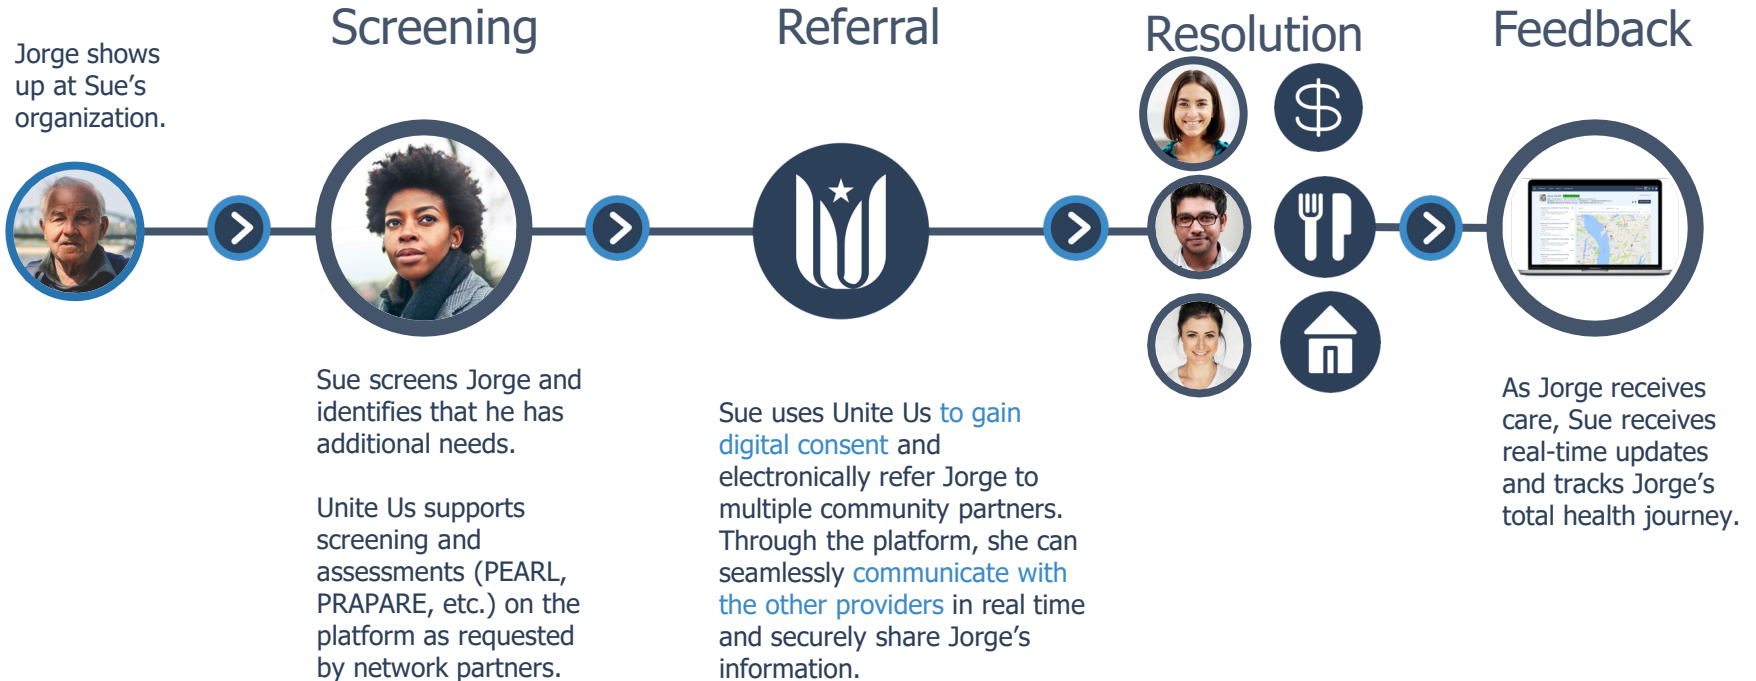 Jorge shows
up at Sue’s
organization.
Screening
Sue screens Jorge and
identifies that he has
additional needs.
Unite Us supports
screening and
assessments (PEARL,
PRAPARE, etc.) on the
platform as requested
by network partners.
Referral
Sue uses Unite Us to gain
digital consent and
electronically refer Jorge to
multiple community partners.
Through the platform, she can
seamlessly communicate with
the other providers in real time
and securely share Jorge’s
information.
Resolution
$
Feedback
As Jorge receives
care, Sue receives
real-time updates
and tracks Jorge’s
total health journey.